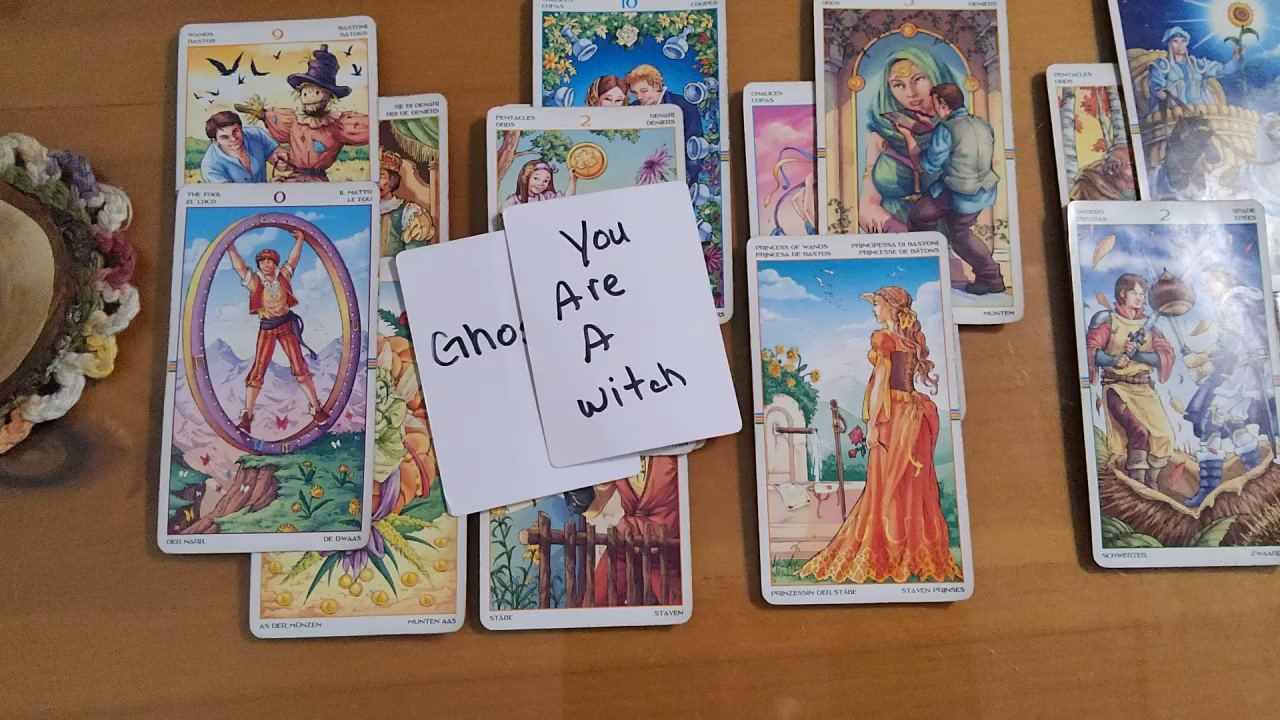 9
WANDS
BASTOS
BASTONI
BÂTONS
RE DI DENARI
ROI DE DENIERS
THE FOOL
EL LOCO
0
IL MATTO
LE FOU
DER NARR
DE DWAAS
AS DER MÜNZEN
MUNTEN AAS
10
COPAS
COUPES
PENTACLES
OROS
2
DENARI
DENIERS
You
Are
A
Witch
STÄBE
STAVEN
CHALICES
COPAS
OROS
DENIERS
MUNTEN
PRINCESS OF WANDS
PRINCESA DE BASTOS
PRINCIPESSA DI BASTONI
PRINCESSE DE BÂTONS
PRINZESSIN DER STÄBE
STAVEN PRINSES
PENTACLES
OROS
SWORDS
ESPADAS
2
SPADE
ÉPÉES
SCHWERTER